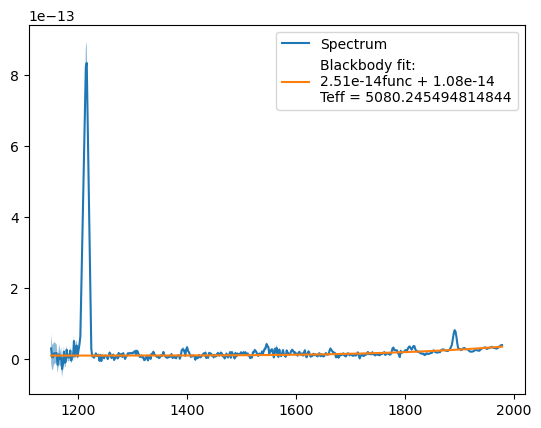 1e−13
Spectrum
Blackbody fit:
2.51e-14func + 1.08e-14
Teff = 5080.245494814844
8
6
4
2
0
1200
1400
1600
1800
2000